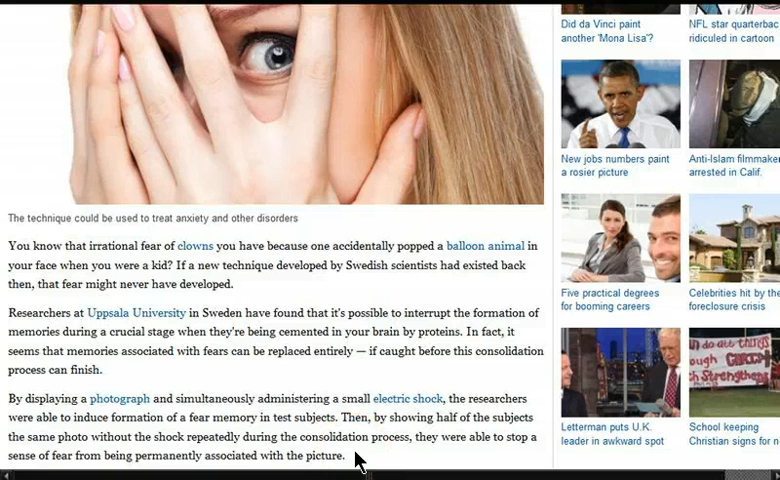 Did da Vinci paint
another 'Mona Lisa'?
NFL star quarterbac
ridiculed in cartoon
New jobs numbers paint
a rosier picture
Anti-Islam filmmake
arrested in Calif.
The technique could be used to treat anxiety and other disorders
You know that irrational fear of clowns you have because one accidentally popped a balloon animal in
your face when you were a kid? If a new technique developed by Swedish scientists had existed back
then, that fear might never have developed.
Researchers at Uppsala University in Sweden have found that it's possible to interrupt the formation of
memories during a crucial stage when they're being cemented in your brain by proteins. In fact, it
seems that memories associated with fears can be replaced entirely — if caught before this consolidation
process can finish.
By displaying a photograph and simultaneously administering a small electric shock, the researchers
were able to induce formation of a fear memory in test subjects. Then, by showing half of the subjects
the same photo without the shock repeatedly during the consolidation process, they were able to stop a
sense of fear from being permanently associated with the picture.
Five practical degrees
for booming careers
Celebrities hit by the
foreclosure crisis
Letterman puts U.K.
leader in awkward spot
School keeping
Christian signs for n